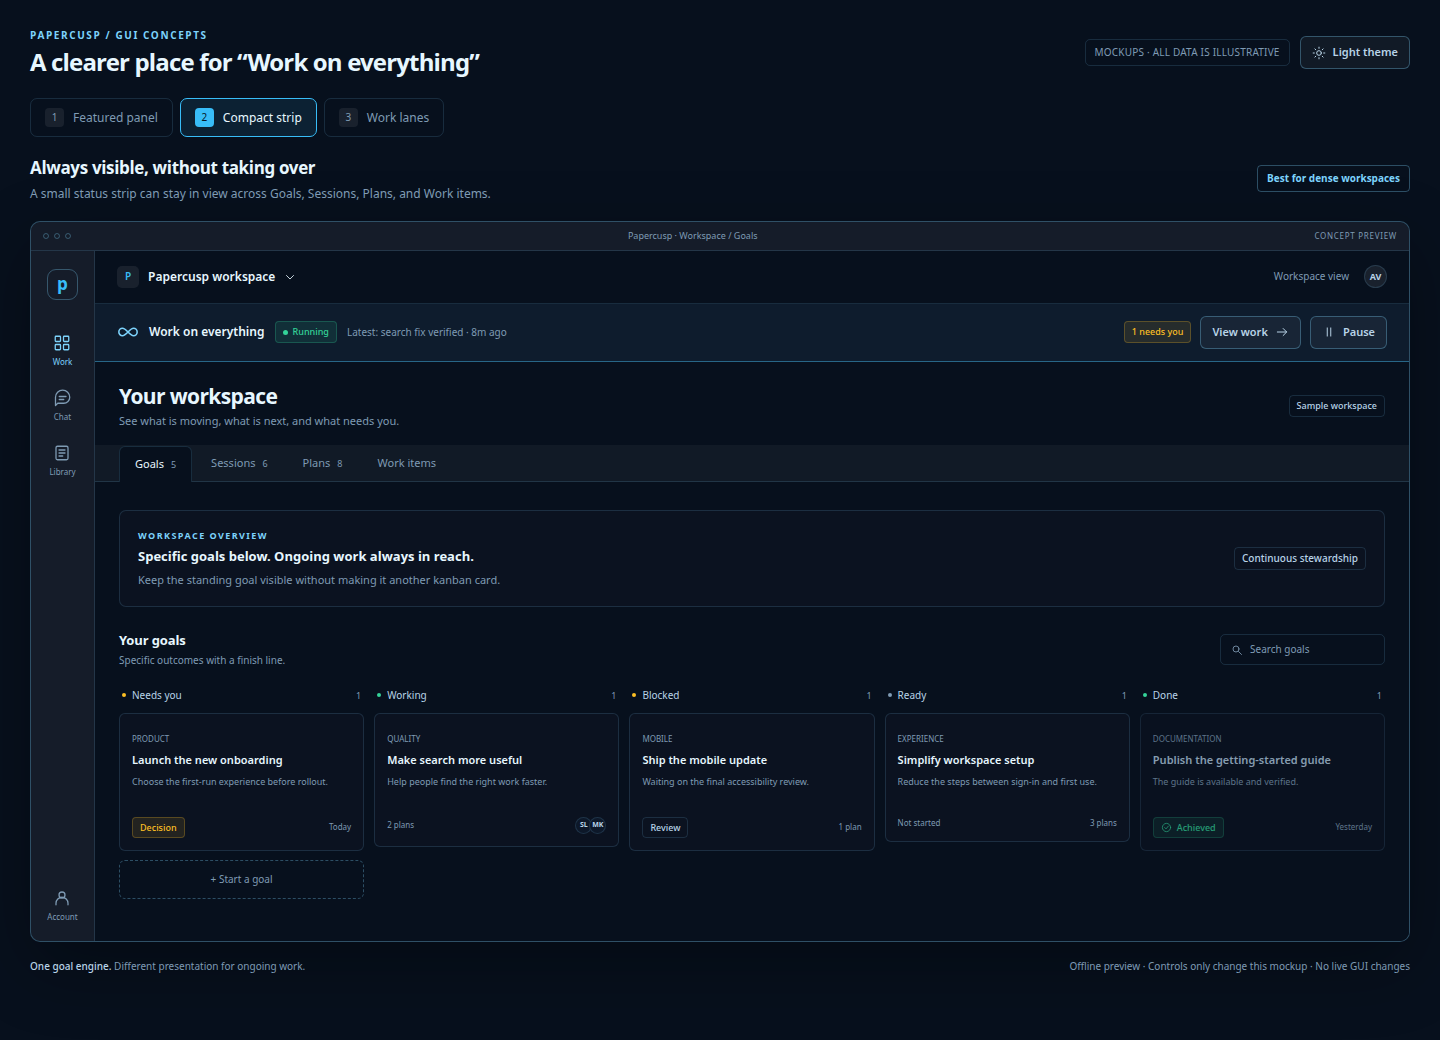 PAPERCUSP / GUI CONCEPTS
A clearer place for “Work on everything”
MOCKUPS · ALL DATA IS ILLUSTRATIVE
Light theme
1 Featured panel
2 Compact strip
3 Work lanes
Always visible, without taking over
A small status strip can stay in view across Goals, Sessions, Plans, and Work items.
Best for dense workspaces
Papercusp · Workspace / Goals
CONCEPT PREVIEW
p
Work
Chat
Library
Account
P Papercusp workspace
Workspace view
AV
Work on everything
Running
Latest: search fix verified · 8m ago
1 needs you
View work
Pause
Your workspace
See what is moving, what is next, and what needs you.
Sample workspace
Goals 5
Sessions 6
Plans 8
Work items
WORKSPACE OVERVIEW
Specific goals below. Ongoing work always in reach.
Keep the standing goal visible without making it another kanban card.
Continuous stewardship
Your goals
Specific outcomes with a finish line.
Search goals
Needs you 1
PRODUCT
Launch the new onboarding
Choose the first-run experience before rollout.
Decision
Today
+ Start a goal
Working 1
QUALITY
Make search more useful
Help people find the right work faster.
2 plans
SL MK
Blocked 1
MOBILE
Ship the mobile update
Waiting on the final accessibility review.
Review
1 plan
Ready 1
EXPERIENCE
Simplify workspace setup
Reduce the steps between sign-in and first use.
Not started
3 plans
Done 1
DOCUMENTATION
Publish the getting-started guide
The guide is available and verified.
Achieved
Yesterday
One goal engine. Different presentation for ongoing work.
Offline preview · Controls only change this mockup · No live GUI changes